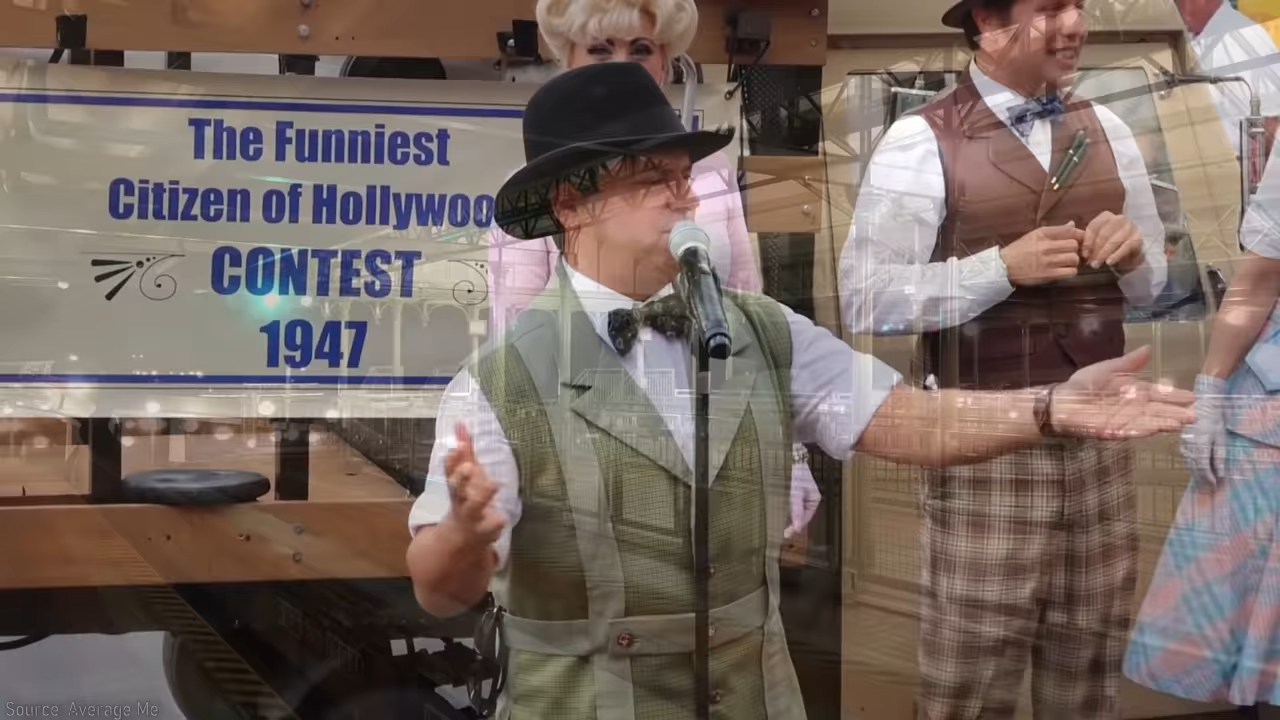 The Funniest
Citizen of Hollywoo
CONTEST
1947
Source Average Me